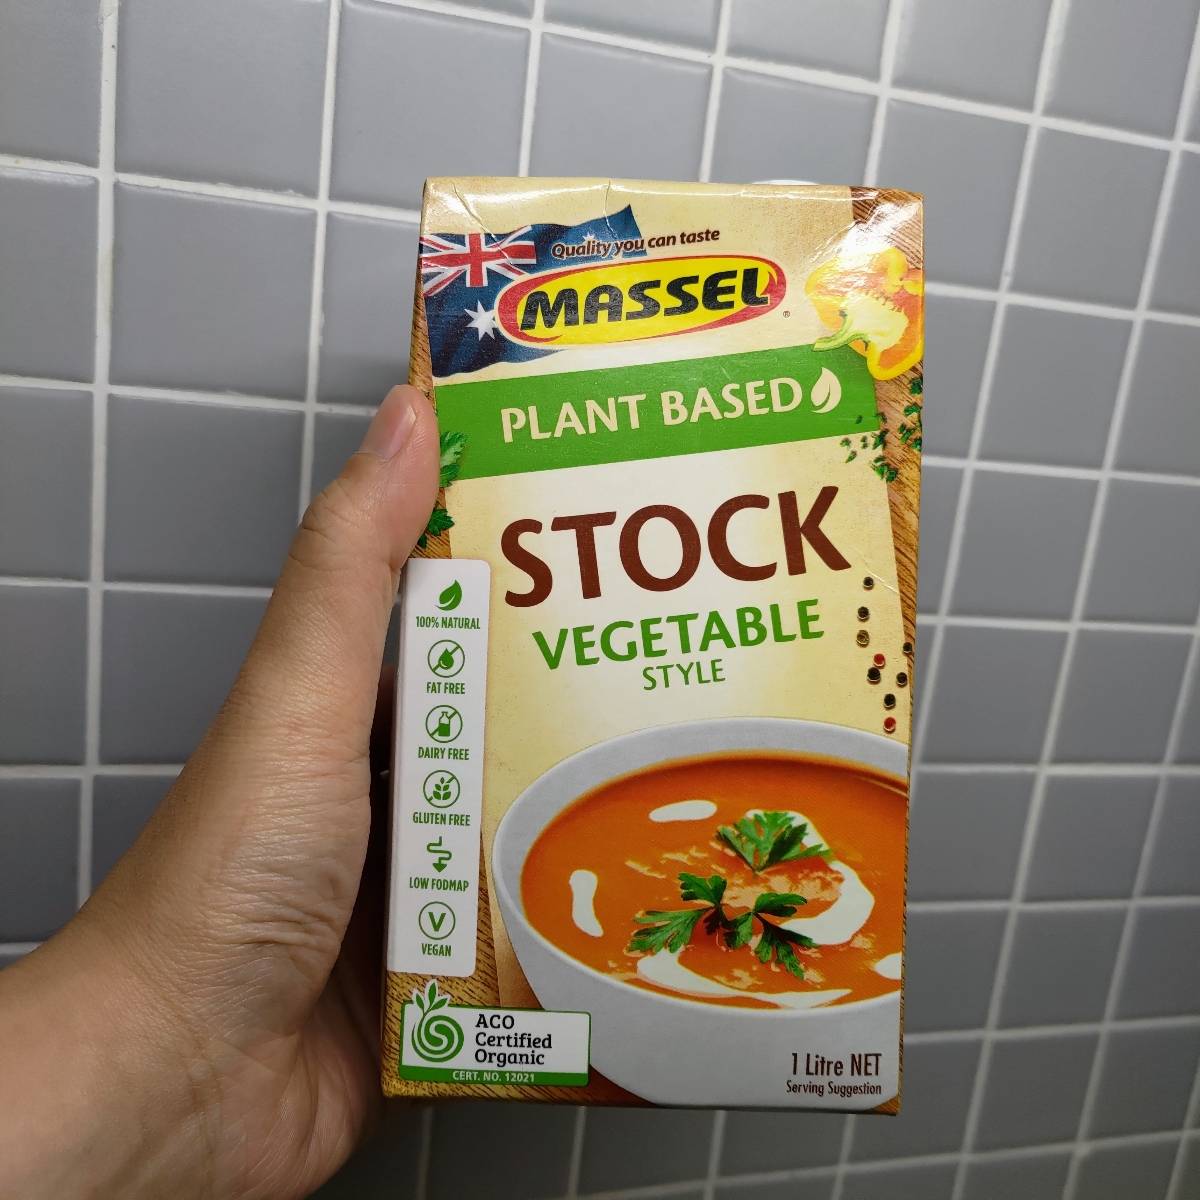 Quality you can taste
MASSEL®
PLANT BASED
STOCK
VEGETABLE
STYLE
100% NATURAL
FAT FREE
DAIRY FREE
GLUTEN FREE
LOW FODMAP
V
VEGAN
ACO
Certified
Organic
CERT. NO. 12021
1 Litre NET
Serving Suggestion